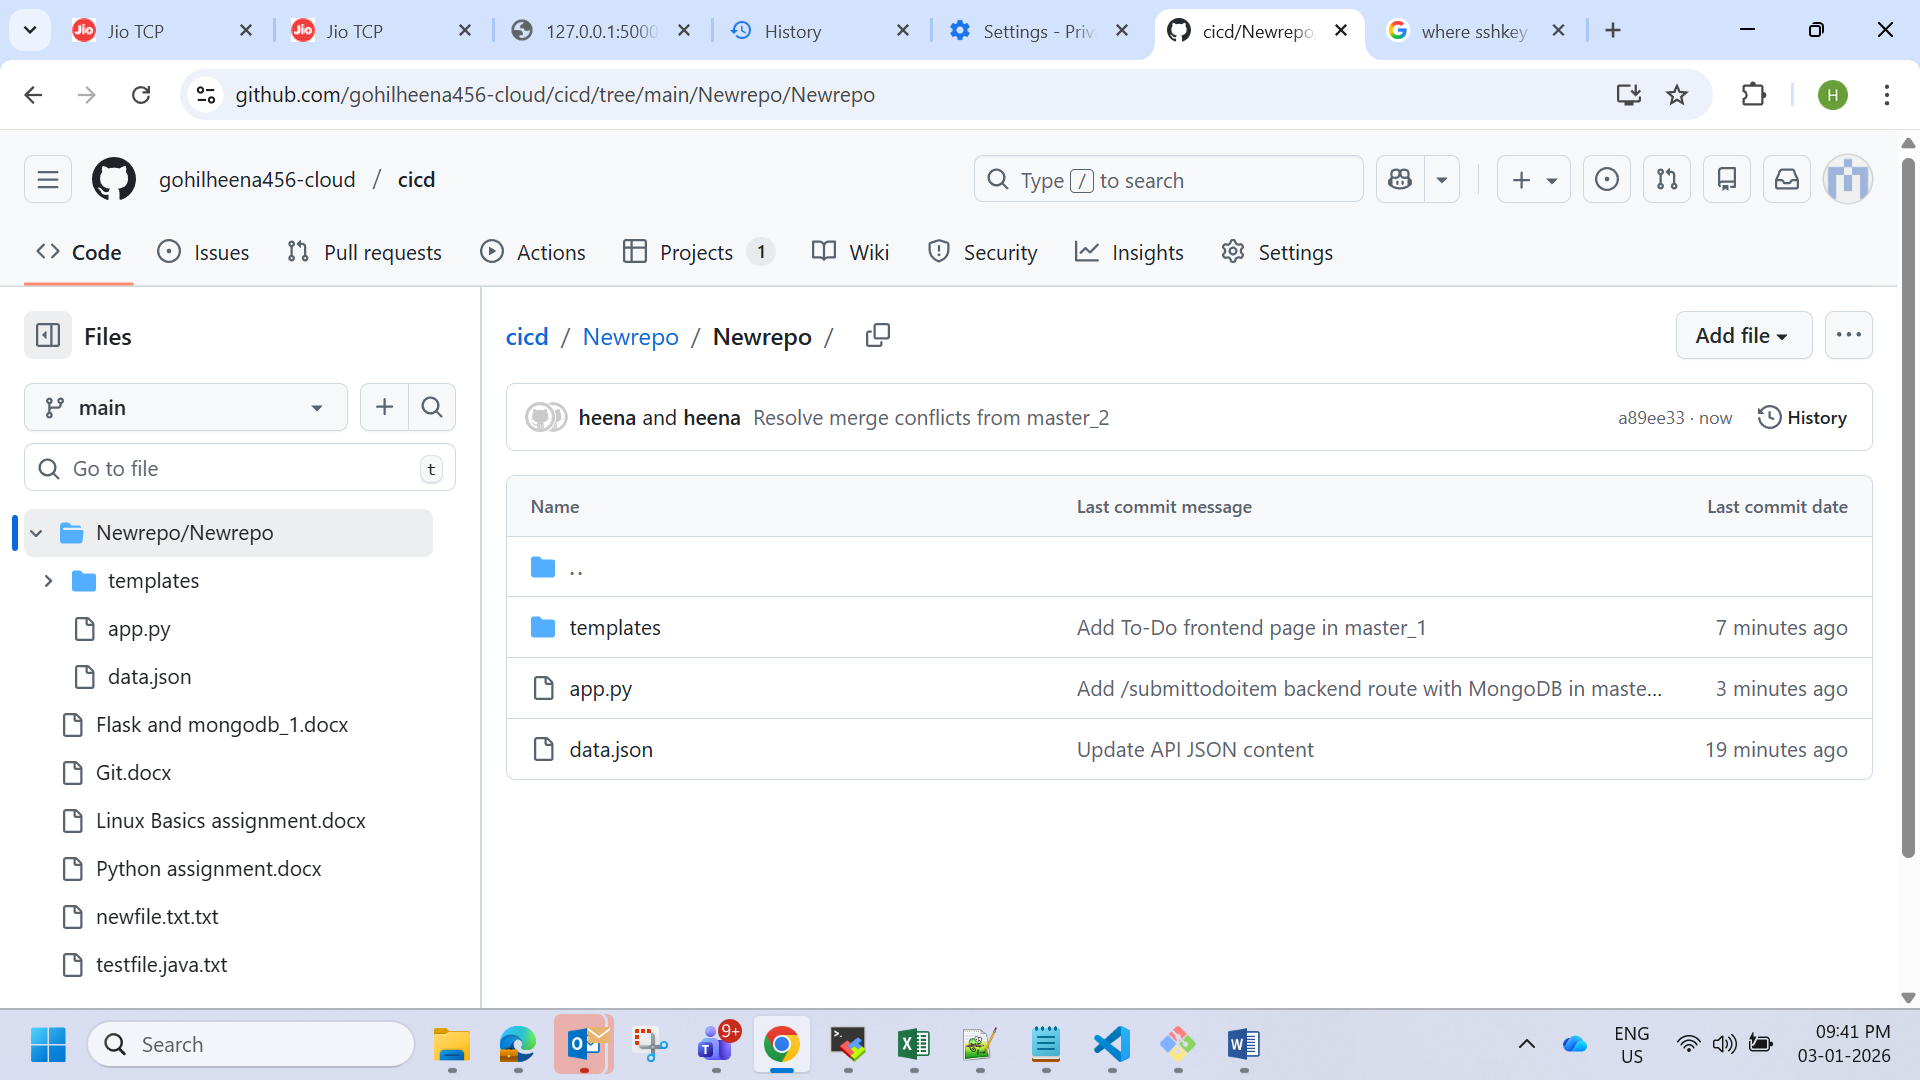 Jio TCP
Jio TCP
127.0.0.1:5000
History
Settings - Priv
cicd/Newrepo
where sshkey
github.com/gohilheena456-cloud/cicd/tree/main/Newrepo/Newrepo
H
gohilheena456-cloud / cicd
Type / to search
Code
Issues
Pull requests
Actions
Projects 1
Wiki
Security
Insights
Settings
Files
cicd / Newrepo / Newrepo /
Add file
main
heena and heena Resolve merge conflicts from master_2
a89ee33 · now
History
Go to file
t
Name Last commit message Last commit date
Newrepo/Newrepo
..
templates
templates Add To-Do frontend page in master_1 7 minutes ago
app.py
app.py Add /submittodoitem backend route with MongoDB in maste... 3 minutes ago
data.json
data.json Update API JSON content 19 minutes ago
Flask and mongodb_1.docx
Git.docx
Linux Basics assignment.docx
Python assignment.docx
newfile.txt.txt
testfile.java.txt
Search
9+
ENG
US
09:41 PM
03-01-2026